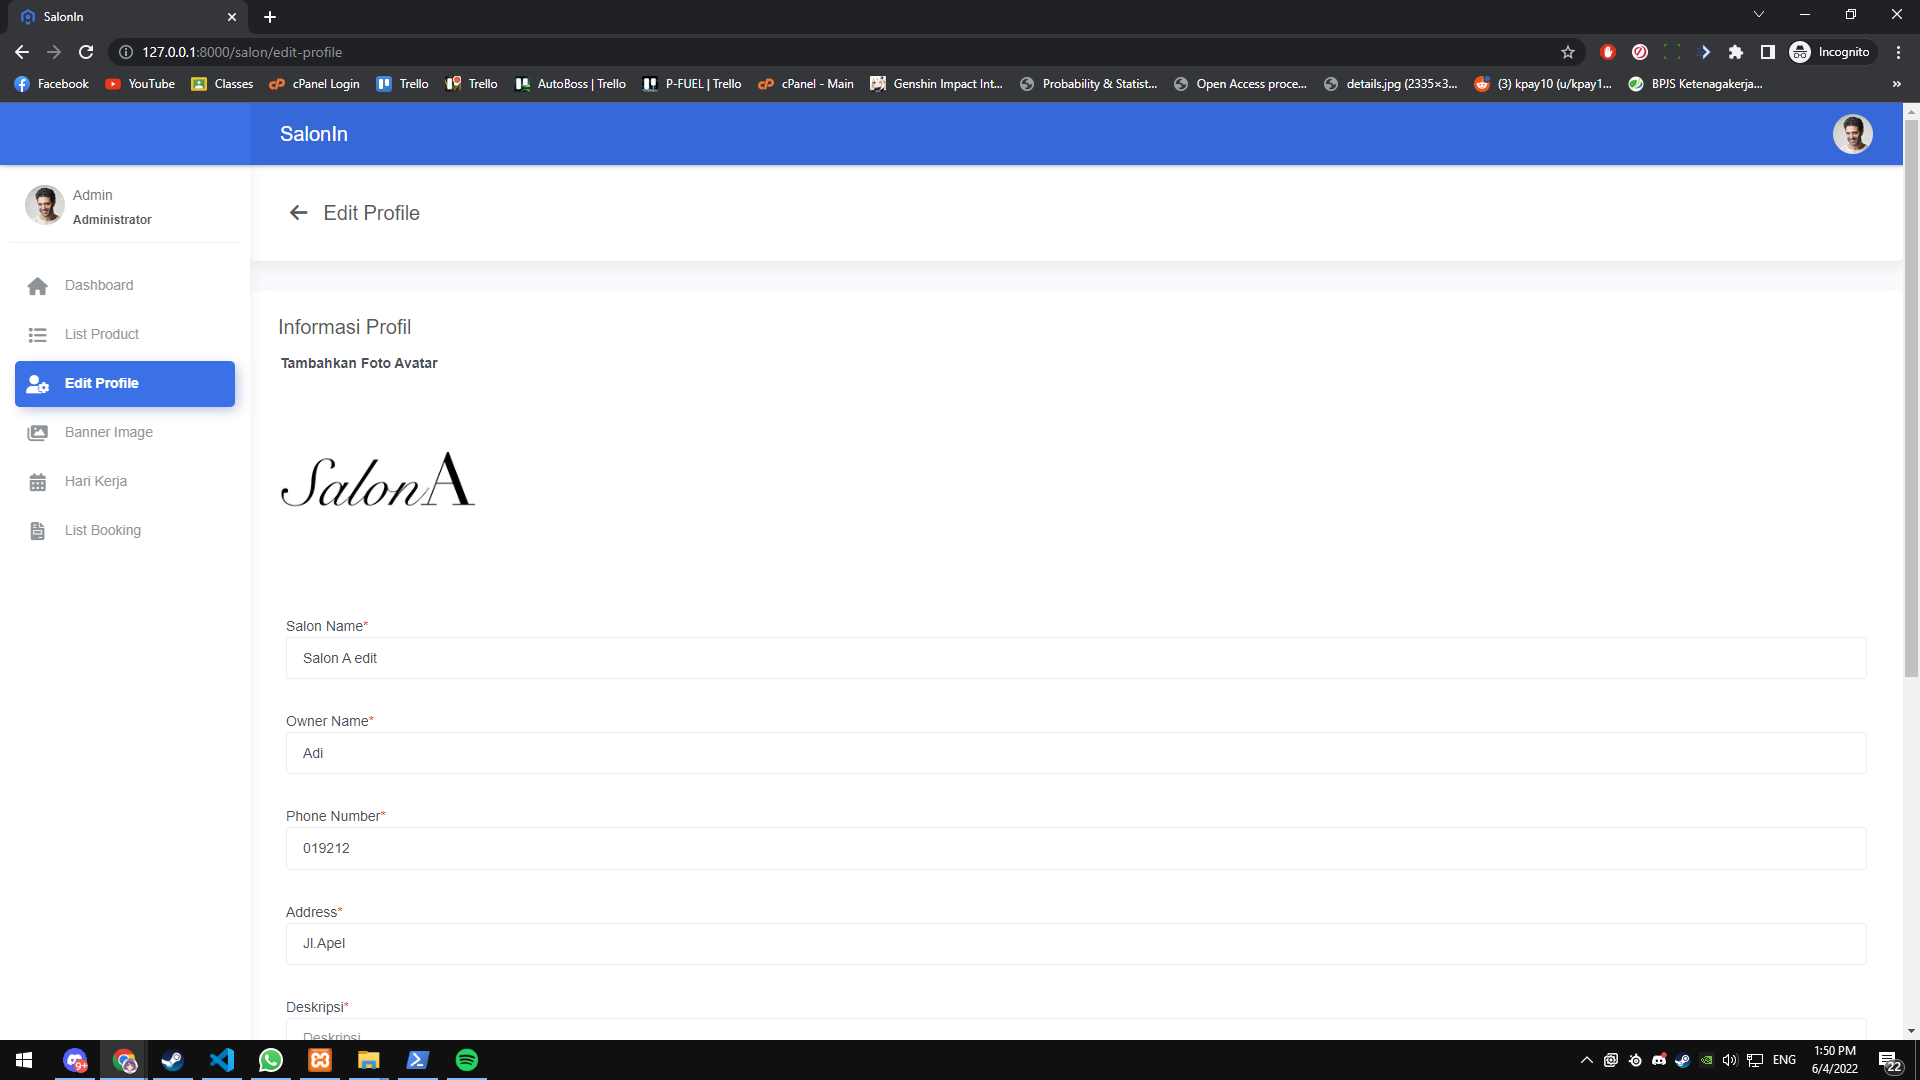 SalonIn
127.0.0.1:8000/salon/edit-profile
Incognito
Facebook
YouTube
Classes
cPanel Login
Trello
Trello
AutoBoss | Trello
P-FUEL | Trello
cPanel - Main
Genshin Impact Int...
Probability & Statist...
Open Access proce...
details.jpg (2335×3...
(3) kpay10 (u/kpay1...
BPJS Ketenagakerja...
»
SalonIn
Admin
Administrator
Dashboard
List Product
Edit Profile
Banner Image
Hari Kerja
List Booking
Edit Profile
Informasi Profil
Tambahkan Foto Avatar
SalonA
Salon Name*
Salon A edit
Owner Name*
Adi
Phone Number*
019212
Address*
Jl.Apel
Deskripsi*
Deskripsi
9+
ENG
1:50 PM
6/4/2022
22